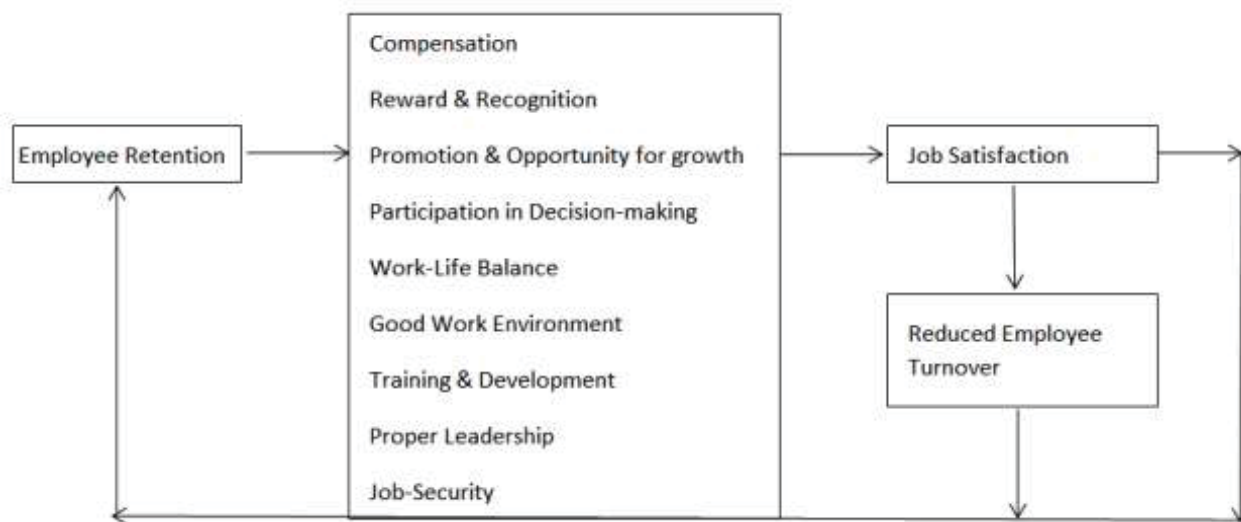 Employee Retention
Compensation
Reward & Recognition
Promotion & Opportunity for growth
Participation in Decision-making
Work-Life Balance
Good Work Environment
Training & Development
Proper Leadership
Job-Security
Job Satisfaction
Reduced Employee
Turnover